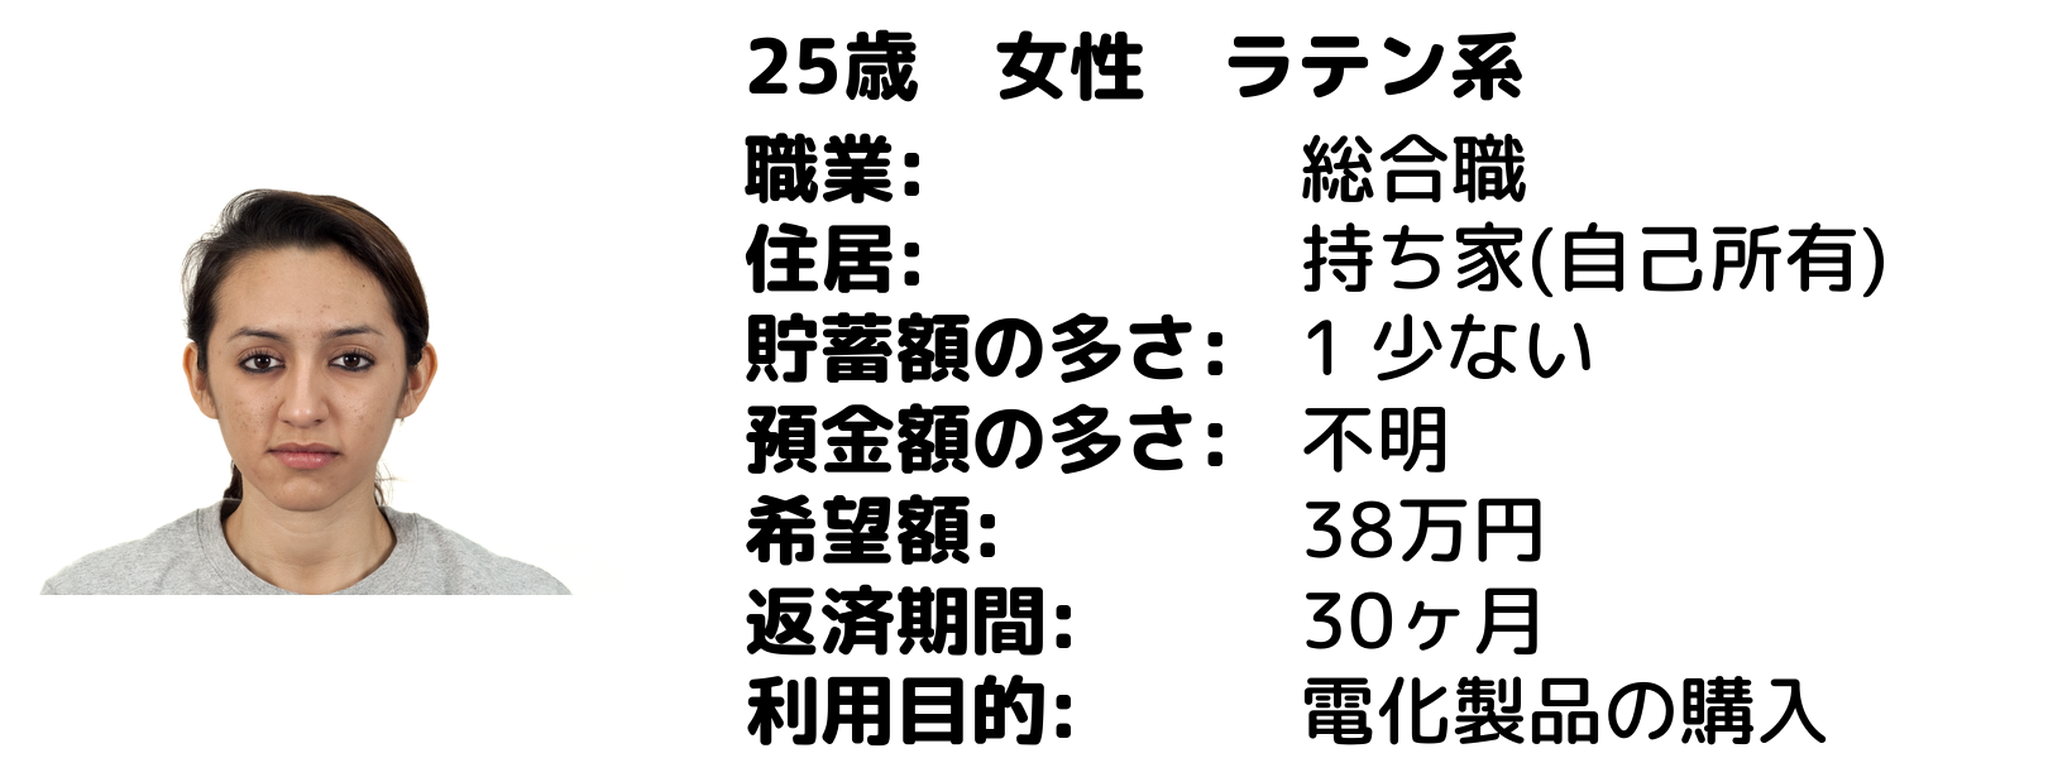 25歳　女性　ラテン系
職業: 総合職
住居: 持ち家(自己所有)
貯蓄額の多さ: 1 少ない
預金額の多さ: 不明
希望額: 38万円
返済期間: 30ヶ月
利用目的: 電化製品の購入